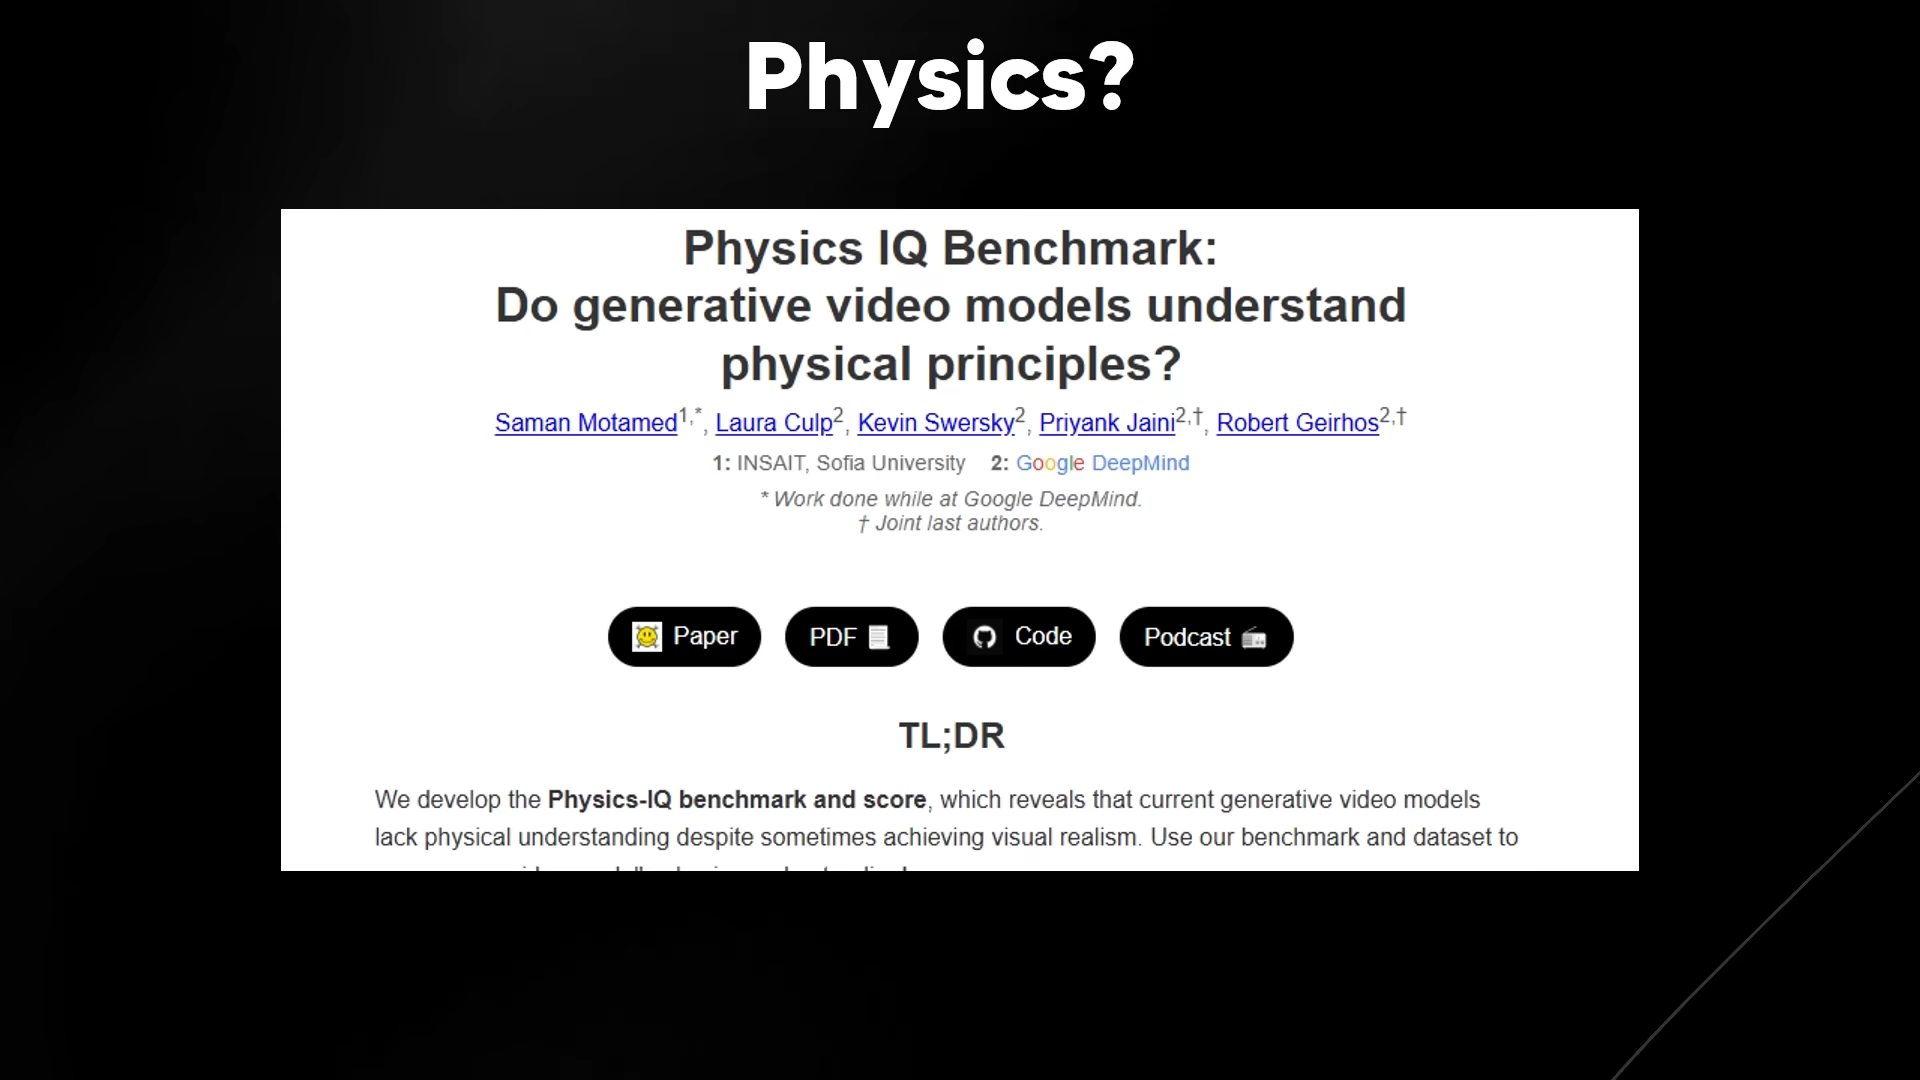 Physics?
Physics IQ Benchmark:
Do generative video models understand
physical principles?
Saman Motamed1,*, Laura Culp2, Kevin Swersky2, Priyank Jaini2,†, Robert Geirhos2,†
1: INSAIT, Sofia University 2: Google DeepMind
* Work done while at Google DeepMind.
† Joint last authors.
Paper PDF Code Podcast
TL;DR
We develop the Physics-IQ benchmark and score, which reveals that current generative video models
lack physical understanding despite sometimes achieving visual realism. Use our benchmark and dataset to